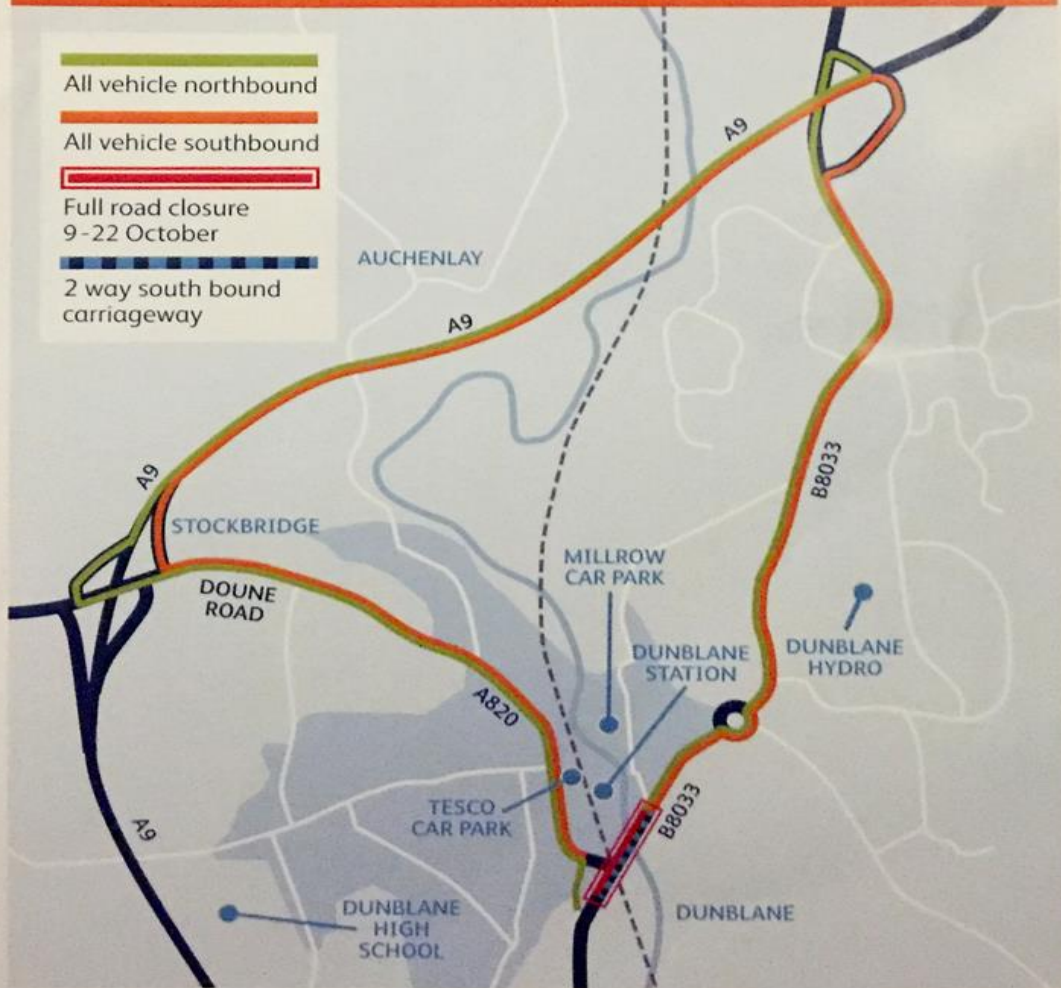 All vehicle northbound
All vehicle southbound
Full road closure
9-22 October
2 way south bound
carriageway
A9
AUCHENLAY
A9
B8033
A9
STOCKBRIDGE
DOUNE
ROAD
MILLROW
CAR PARK
DUNBLANE
STATION
DUNBLANE
HYDRO
A820
TESCO
CAR PARK
B8033
A9
DUNBLANE
HIGH
SCHOOL
DUNBLANE